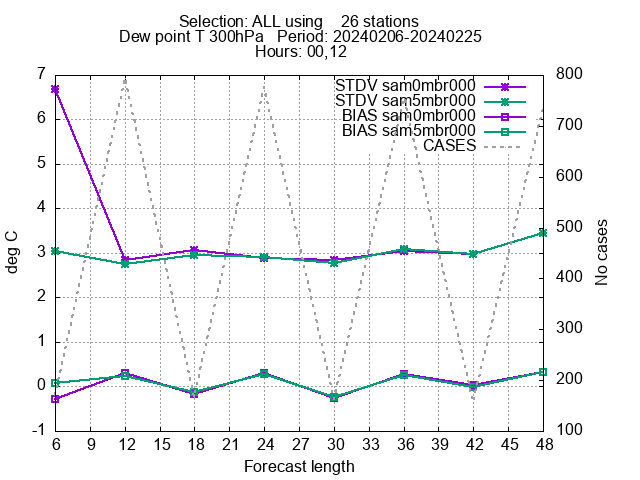 Selection: ALL using    26 stations
Dew point T 300hPa   Period: 20240206-20240225
Hours: 00,12
STDV sam0mbr000
STDV sam5mbr000
BIAS sam0mbr000
BIAS sam5mbr000
CASES
7
6
5
4
3
2
1
0
-1
deg C
800
700
600
500
400
300
200
100
No cases
6 9 12 15 18 21 24 27 30 33 36 39 42 45 48
Forecast length